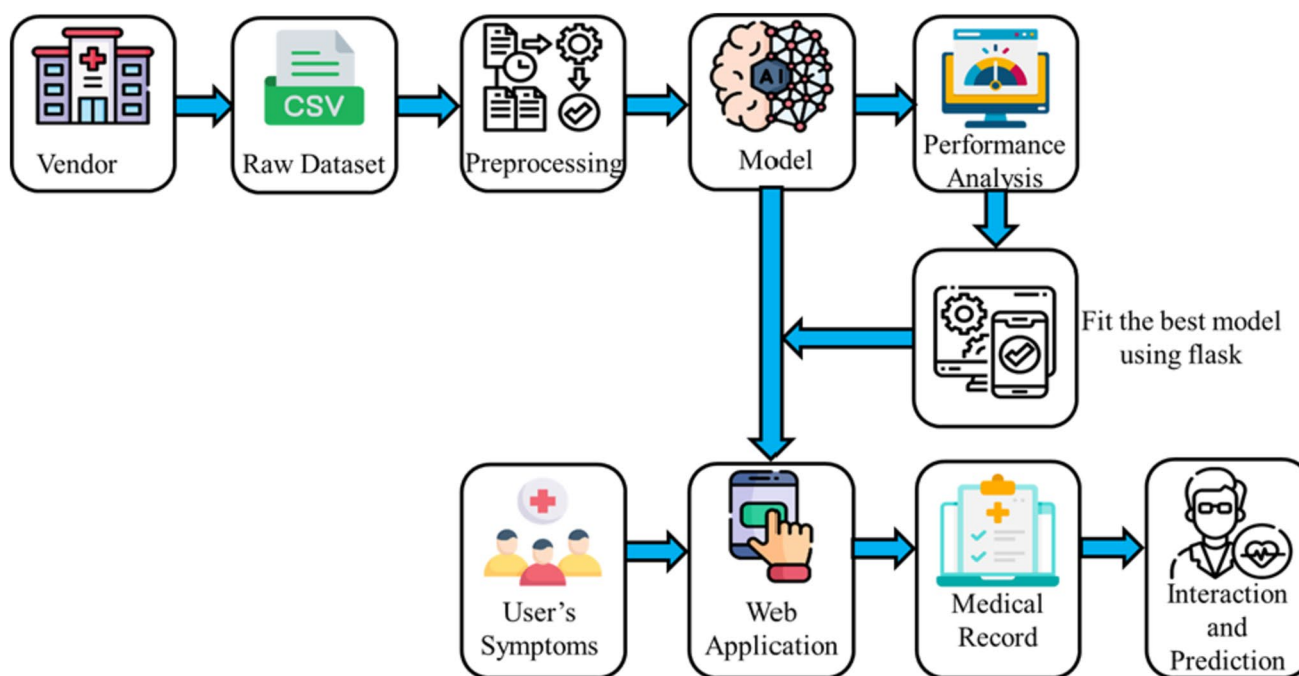 CSV
AI
Vendor
Raw Dataset
Preprocessing
Model
Performance
Analysis
Fit the best model
using flask
User's
Symptoms
Web
Application
Medical
Record
Interaction
and
Prediction